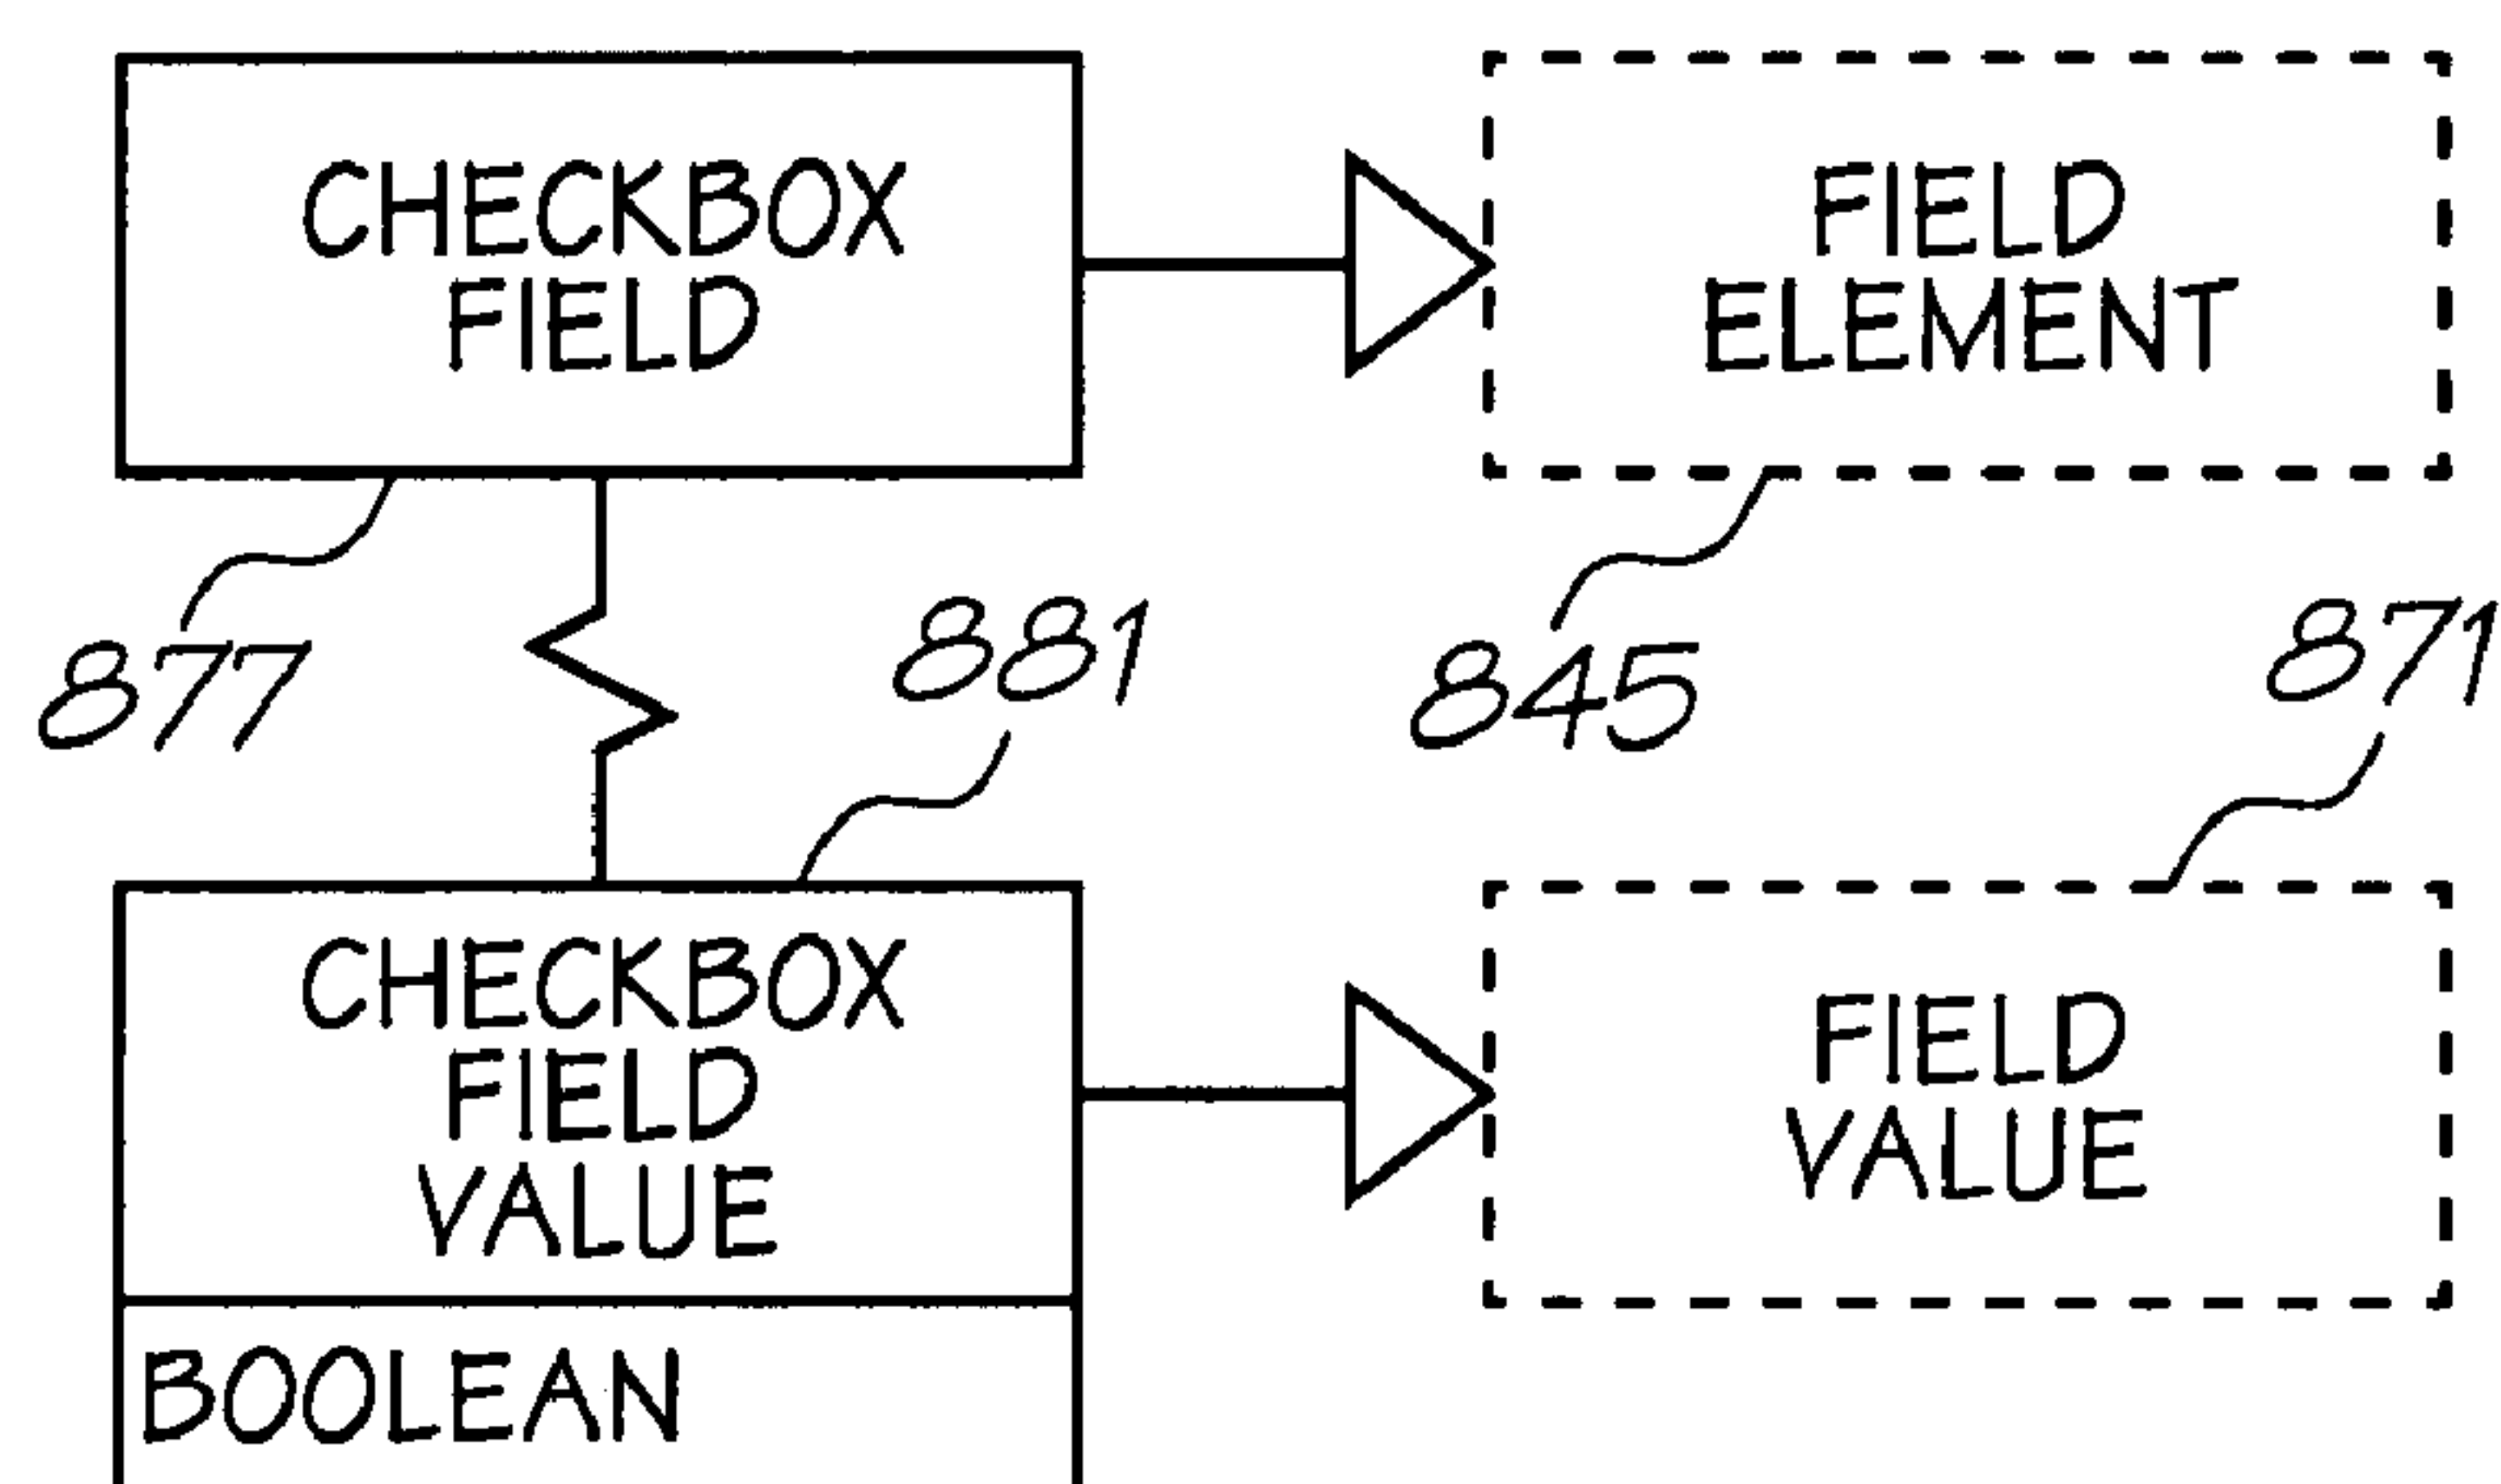 CHECKBOX
FIELD
FIELD
ELEMENT
877
881
845
871
CHECKBOX
FIELD
VALUE
FIELD
VALUE
BOOLEAN